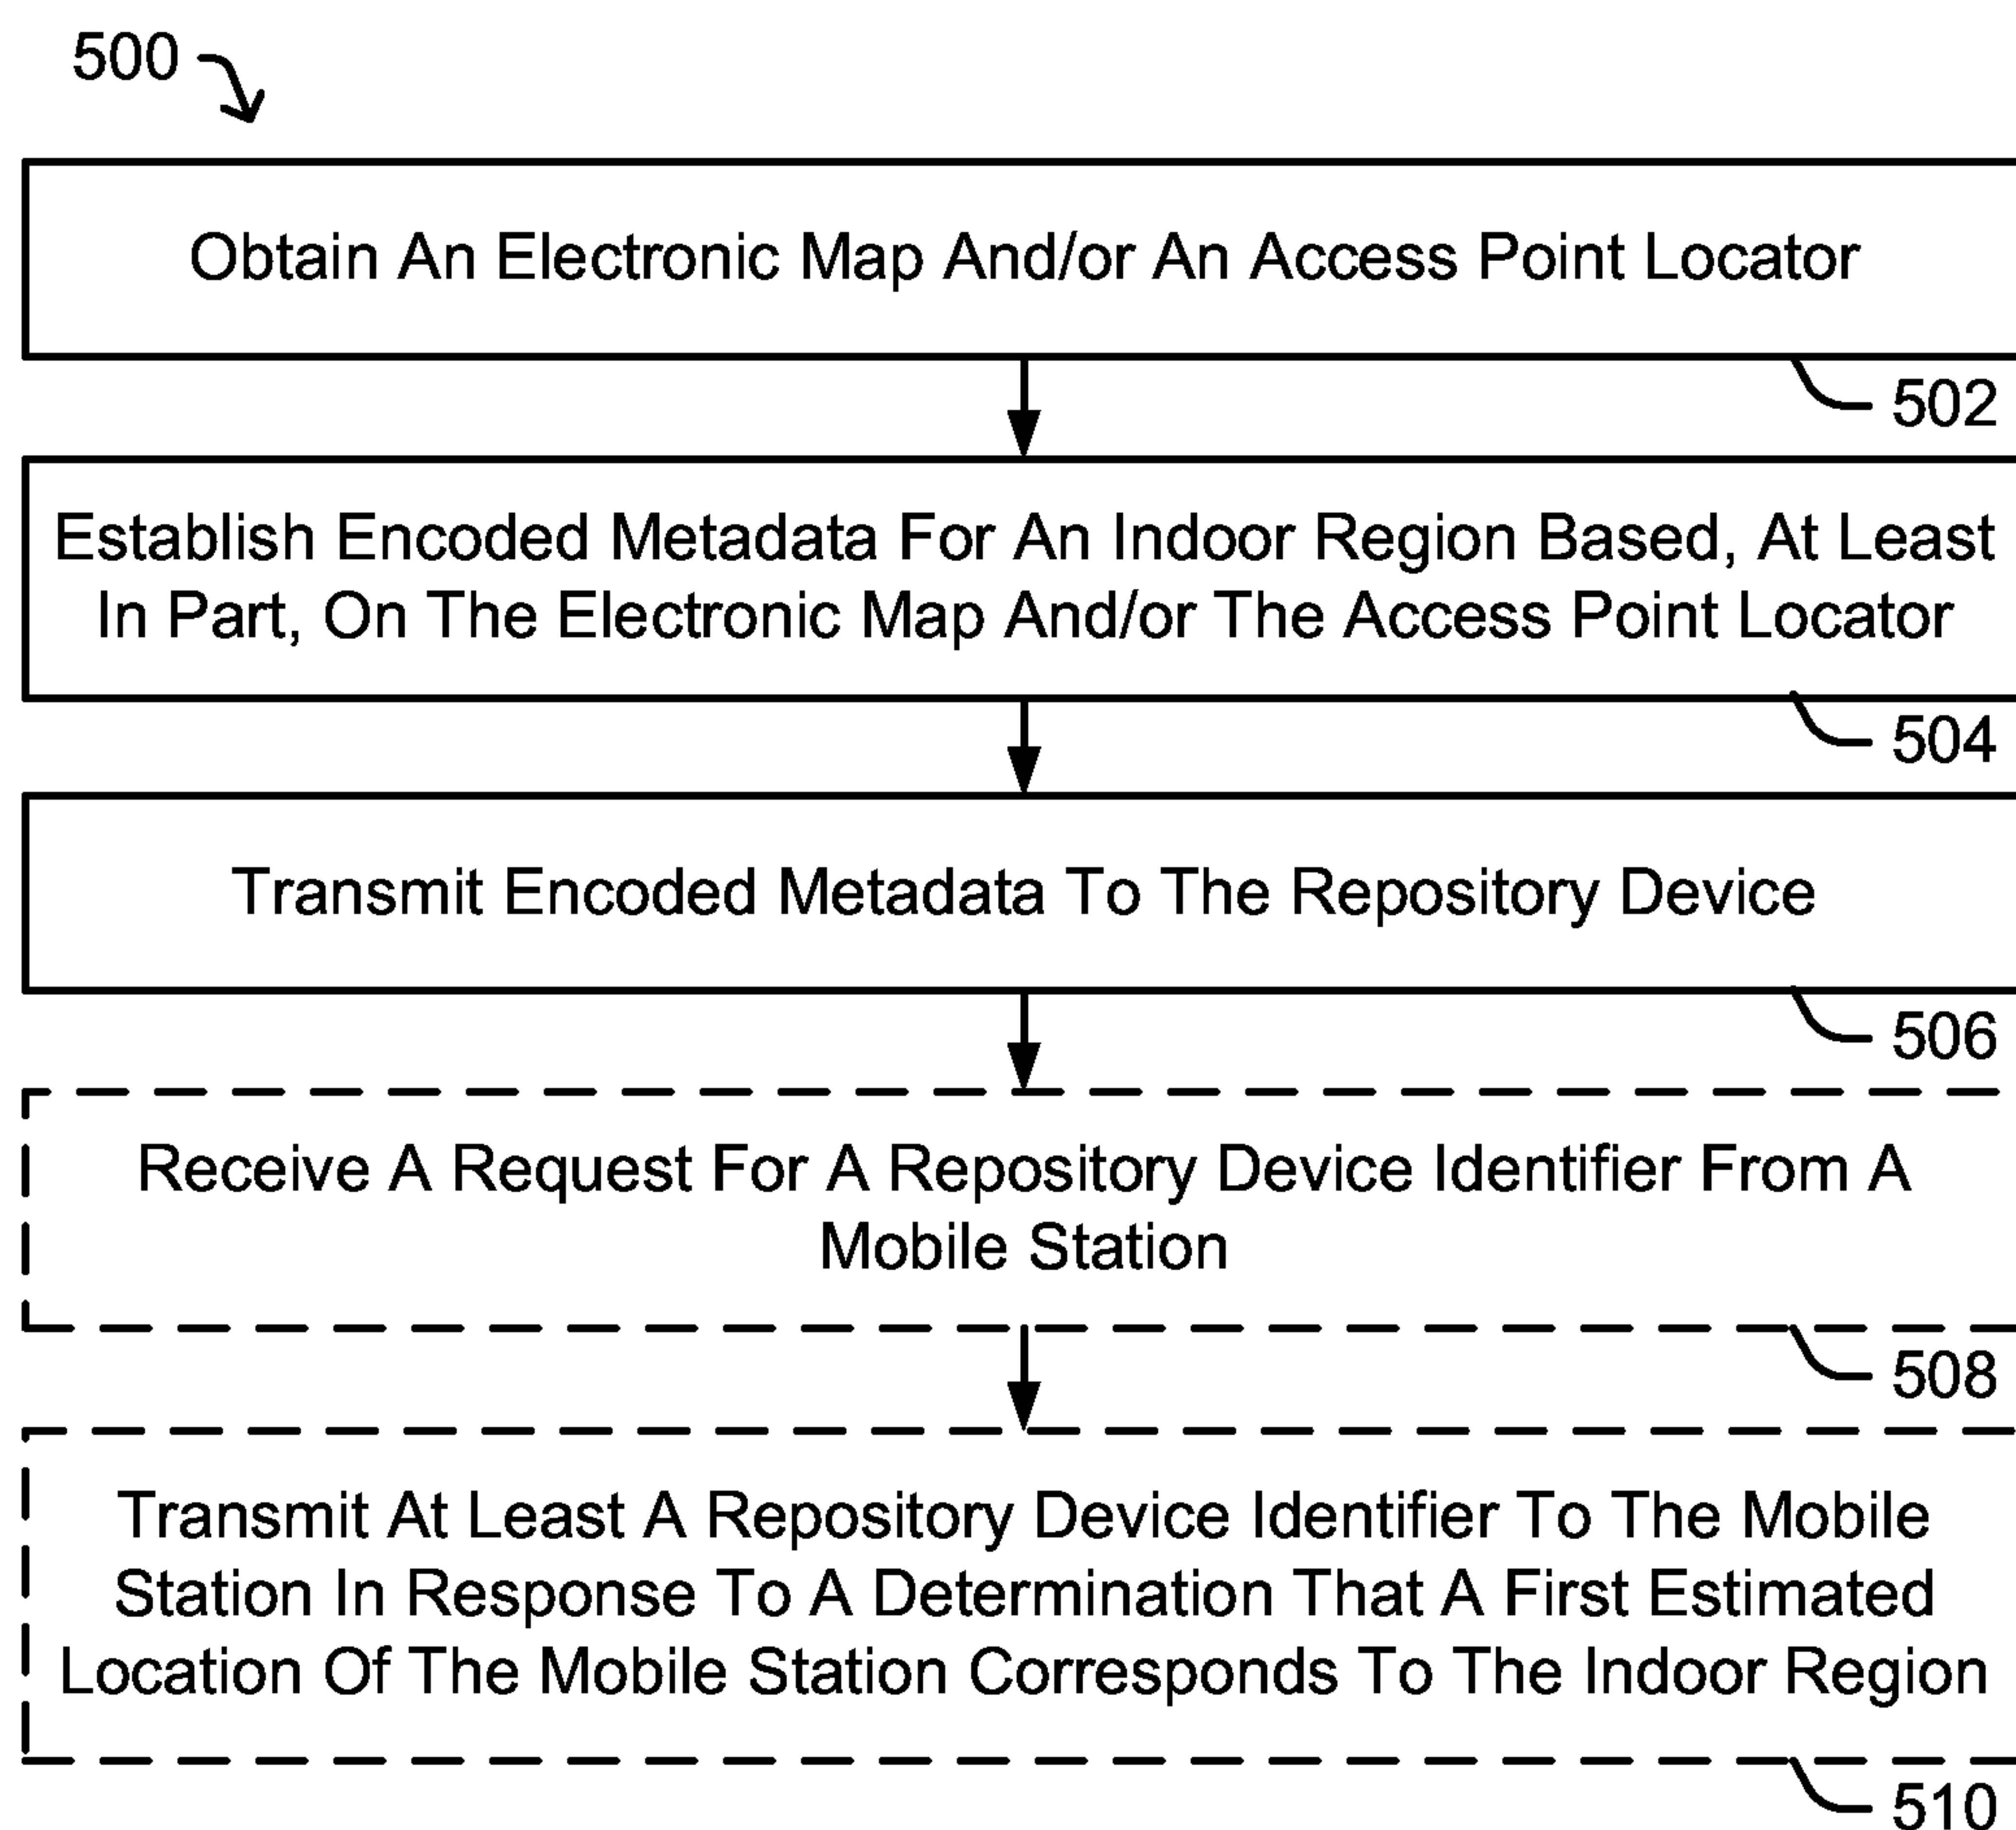 500
Obtain An Electronic Map And/or An Access Point Locator
502
Establish Encoded Metadata For An Indoor Region Based, At Least
In Part, On The Electronic Map And/or The Access Point Locator
504
Transmit Encoded Metadata To The Repository Device
506
Receive A Request For A Repository Device Identifier From A
Mobile Station
508
Transmit At Least A Repository Device Identifier To The Mobile
Station In Response To A Determination That A First Estimated
Location Of The Mobile Station Corresponds To The Indoor Region
510